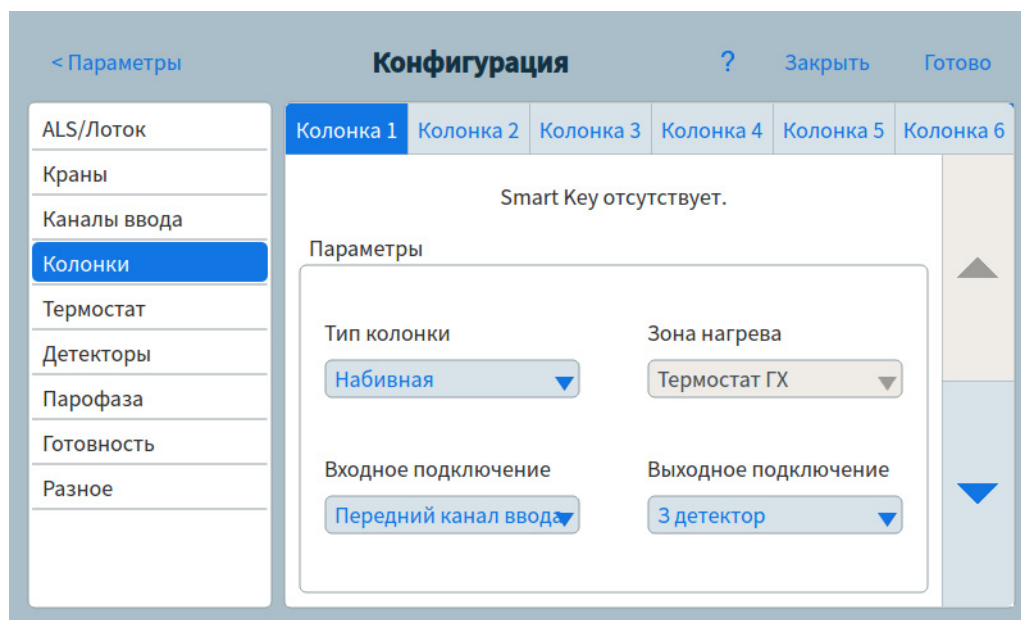 < Параметры Конфигурация ? Закрыть Готово
ALS/Лоток
Краны
Каналы ввода
Колонки
Термостат
Детекторы
Парофаза
Готовность
Разное
Колонка 1 Колонка 2 Колонка 3 Колонка 4 Колонка 5 Колонка 6
Smart Key отсутствует.
Параметры
Тип колонки Зона нагрева
Набивная Термостат ГХ
Входное подключение Выходное подключение
Передний канал ввода З детектор